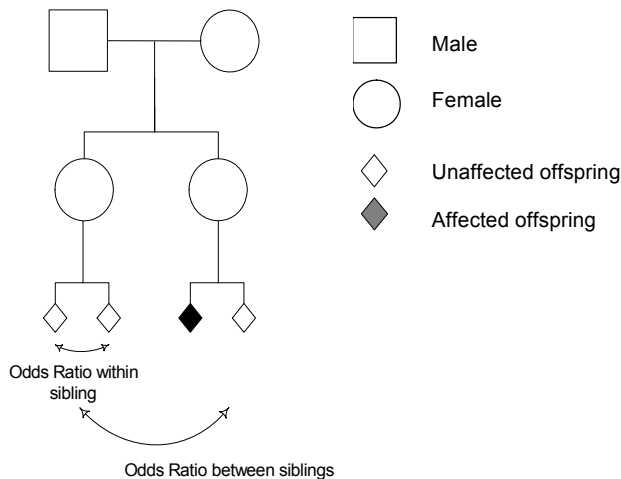 Male
Female
Unaffected offspring
Affected offspring
Odds Ratio within
sibling
Odds Ratio between siblings